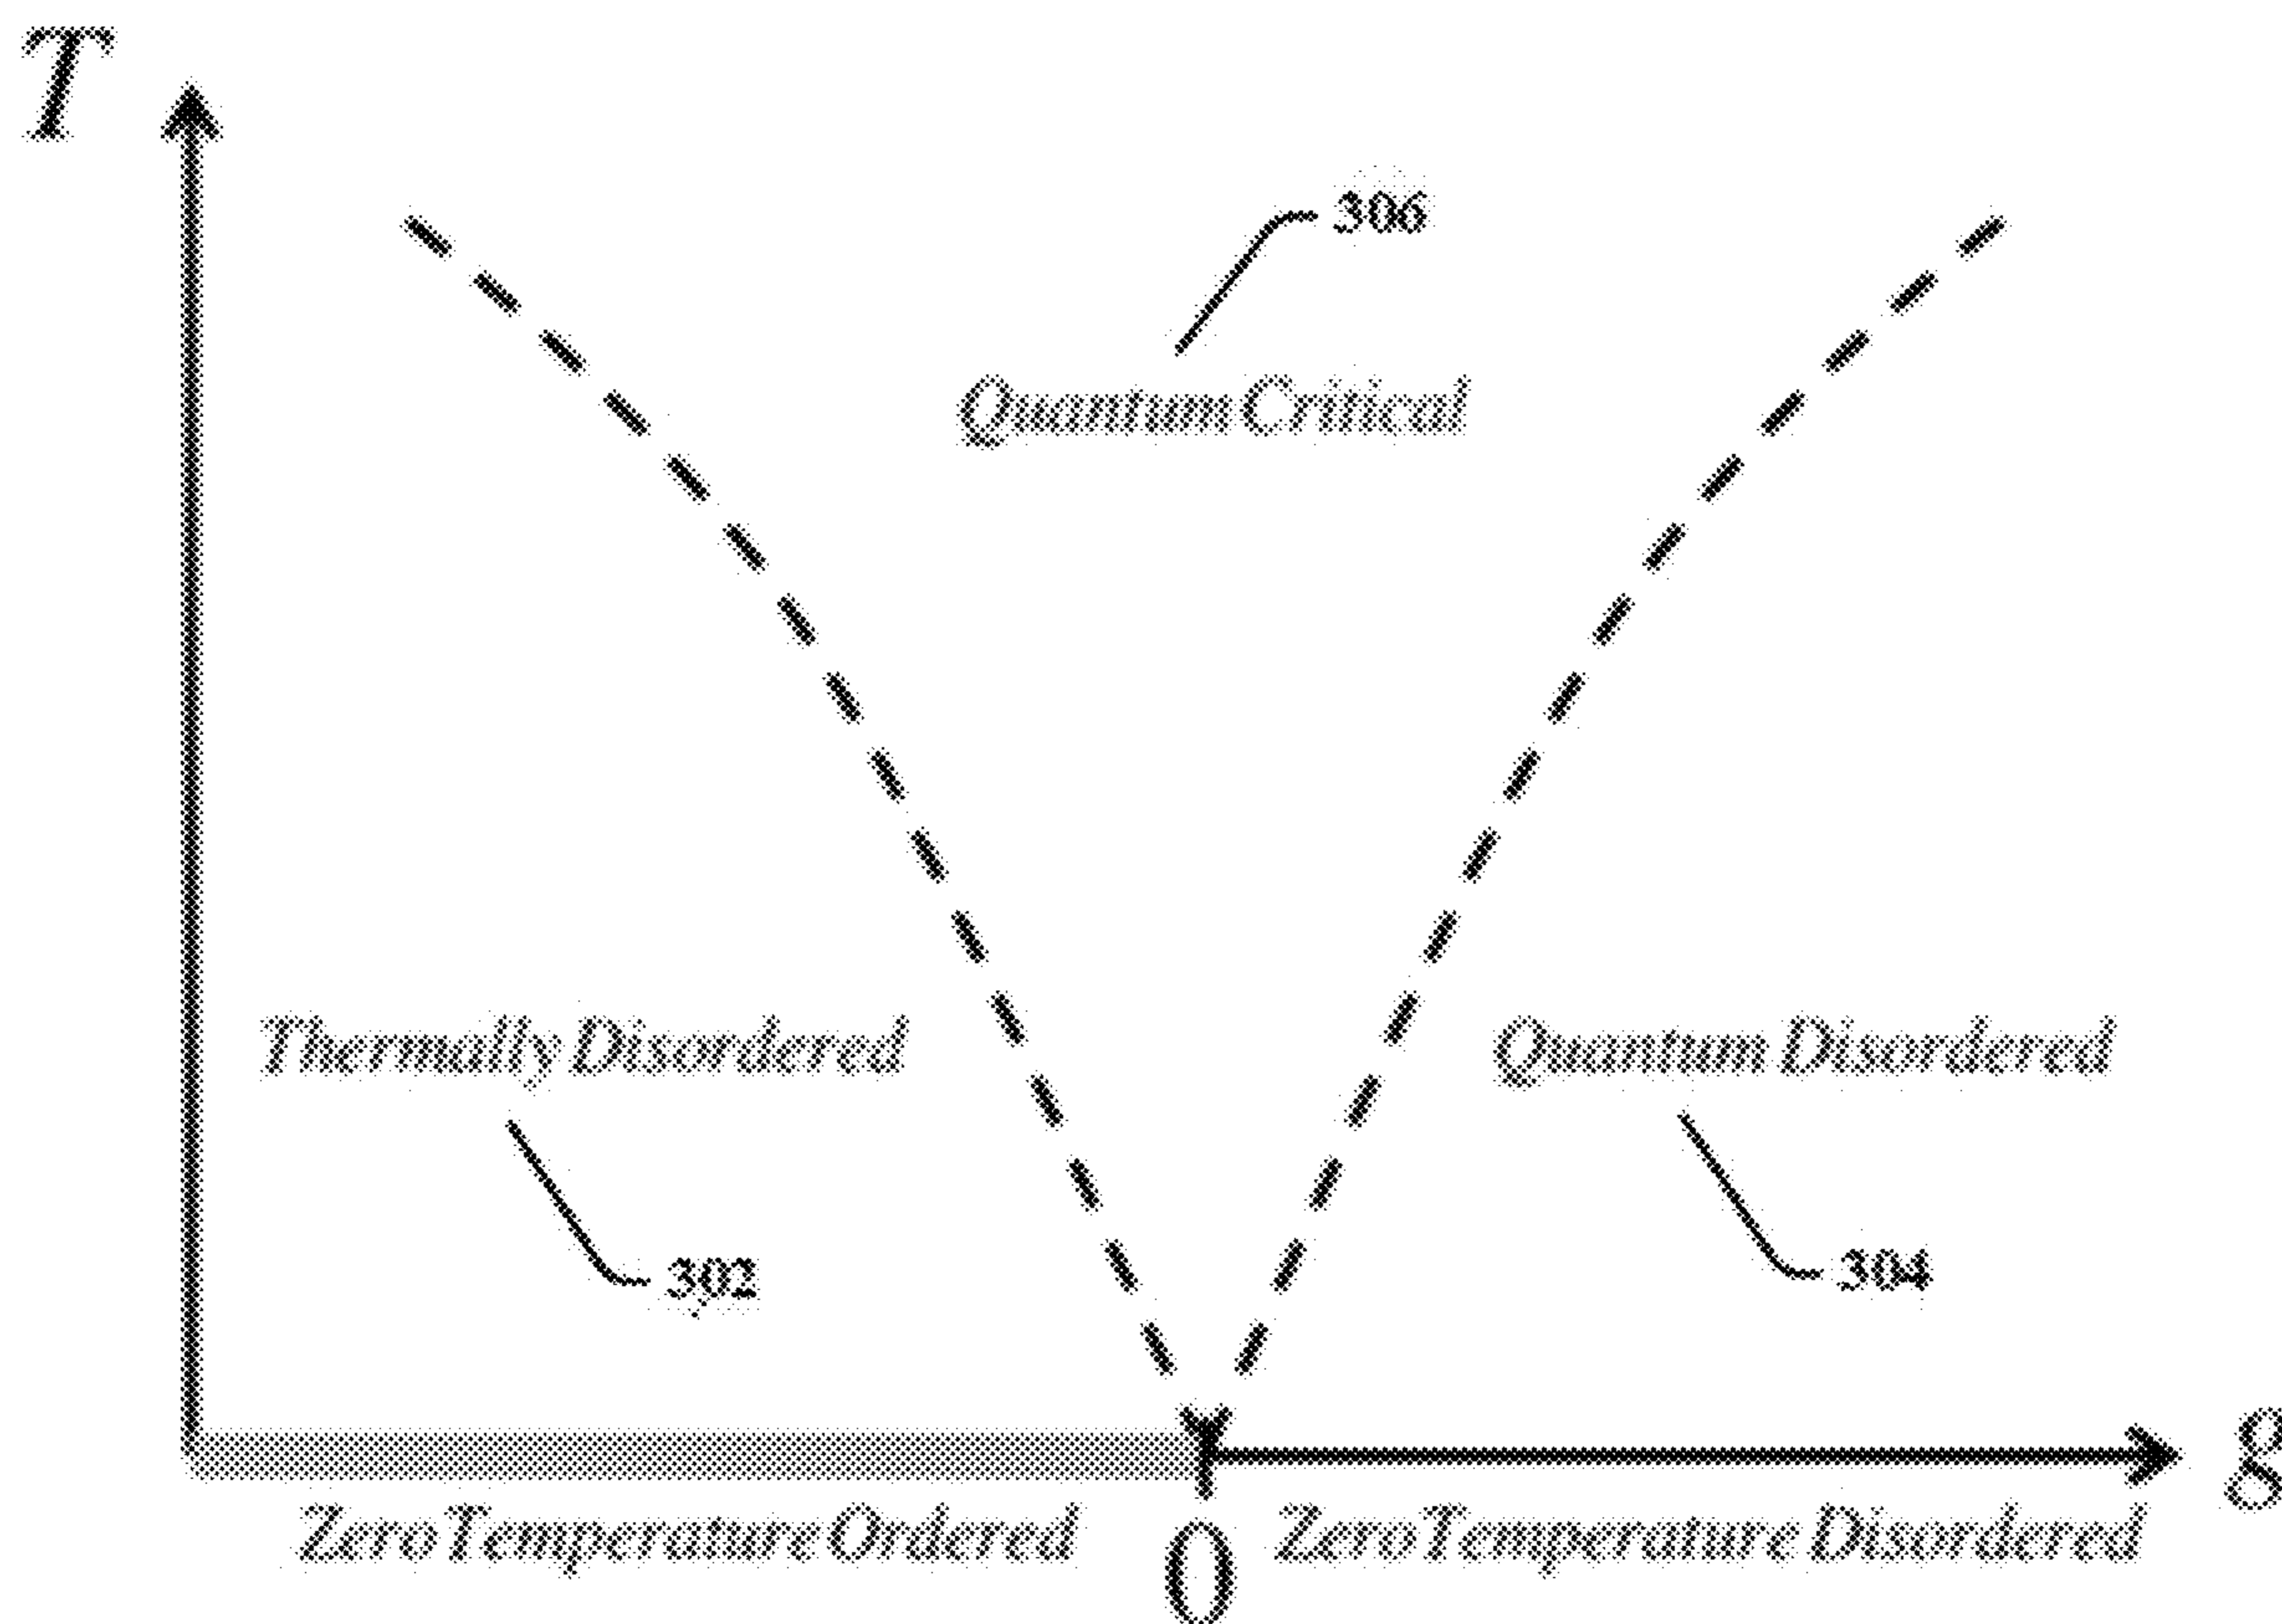 T
306
Quantum Critical
Thermally Disordered
Quantum Disordered
302
304
g
Zero Temperature Ordered
0
Zero Temperature Disordered